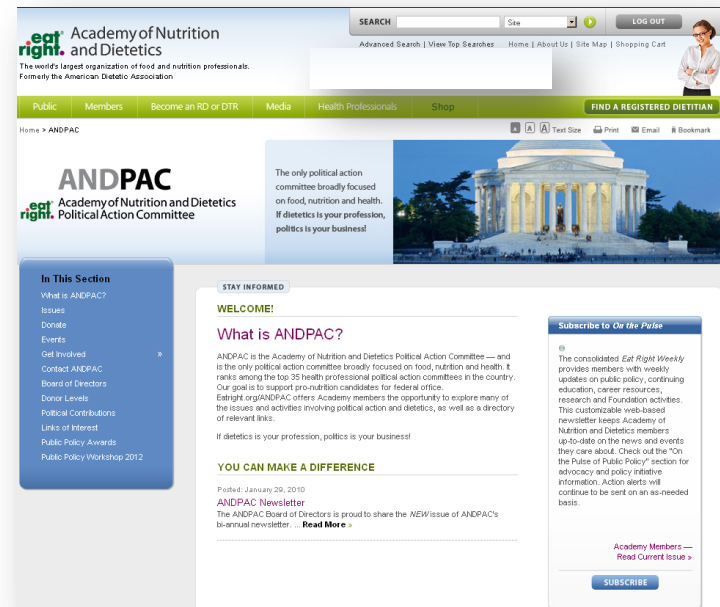 SEARCH Site LOG OUT
Advanced Search | View Top Searches Home | About Us | Site Map | Shopping Cart
eat right. Academy of Nutrition
and Dietetics
The world's largest organization of food and nutrition professionals.
Formerly the American Dietetic Association
Public Members Become an RD or DTR Media Health Professionals Shop FIND A REGISTERED DIETITIAN
Home > ANDPAC
A A A Text Size Print Email Bookmark
ANDPAC
eat right. Academy of Nutrition and Dietetics
Political Action Committee
The only political action
committee broadly focused
on food, nutrition and health.
If dietetics is your profession,
politics is your business!
In This Section
What is ANDPAC?
Issues
Donate
Events
Get Involved »
Contact ANDPAC
Board of Directors
Donor Levels
Political Contributions
Links of Interest
Public Policy Awards
Public Policy Workshop 2012
STAY INFORMED
WELCOME!
What is ANDPAC?
ANDPAC is the Academy of Nutrition and Dietetics Political Action Committee — and
is the only political action committee broadly focused on food, nutrition and health. It
ranks among the top 35 health professional political action committees in the country.
Our goal is to support pro-nutrition candidates for federal office.
Eatright.org/ANDPAC offers Academy members the opportunity to explore many of
the issues and activities involving political action and dietetics, as well as a directory
of relevant links.
If dietetics is your profession, politics is your business!
YOU CAN MAKE A DIFFERENCE
Posted: January 29, 2010
ANDPAC Newsletter
The ANDPAC Board of Directors is proud to share the NEW issue of ANDPAC's
bi-annual newsletter. ... Read More »
Subscribe to On the Pulse
The consolidated Eat Right Weekly
provides members with weekly
updates on public policy, continuing
education, career resources,
research and Foundation activities.
This customizable web-based
newsletter keeps Academy of
Nutrition and Dietetics members
up-to-date on the news and events
they care about. Check out the "On
the Pulse of Public Policy" section for
advocacy and policy initiative
information. Action alerts will
continue to be sent on an as-needed
basis.
Academy Members —
Read Current Issue »
SUBSCRIBE